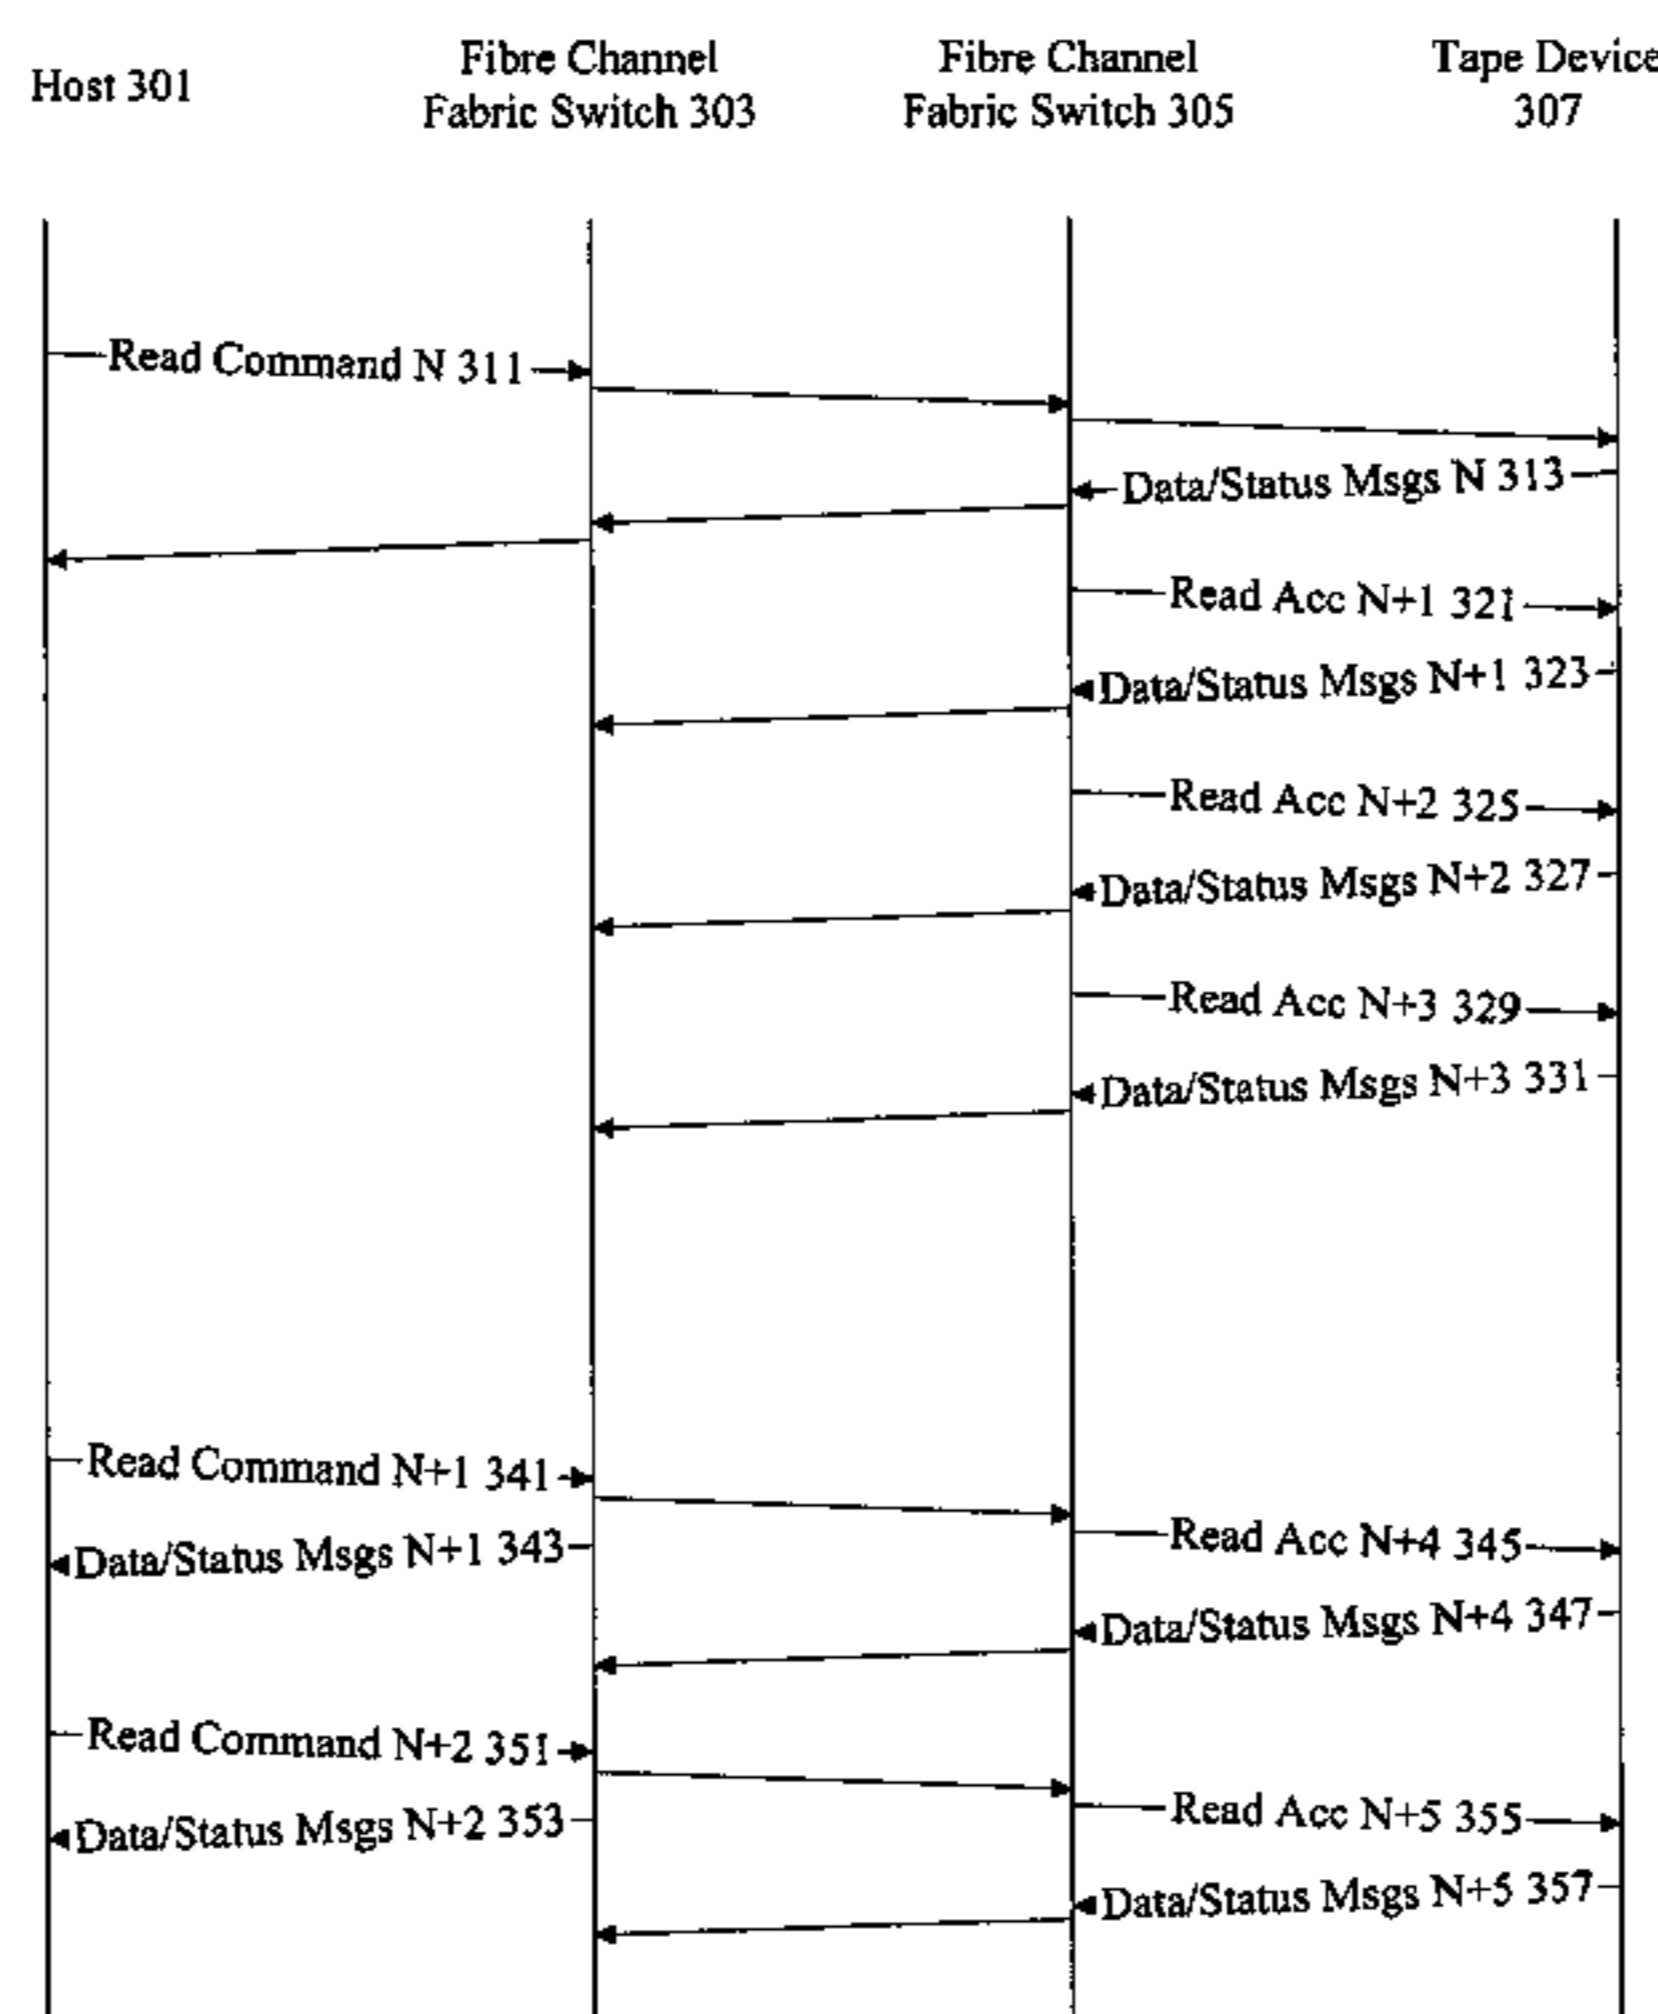 Host 301
Fibre Channel
Fabric Switch 303
Fibre Channel
Fabric Switch 305
Tape Device
307
Read Command N 311
Data/Status Msgs N 313
Read Acc N+1 321
Data/Status Msgs N+1 323
Read Acc N+2 325
Data/Status Msgs N+2 327
Read Acc N+3 329
Data/Status Msgs N+3 331
Read Command N+1 341
Read Acc N+4 345
Data/Status Msgs N+1 343
Data/Status Msgs N+4 347
Read Command N+2 351
Read Acc N+5 355
Data/Status Msgs N+2 353
Data/Status Msgs N+5 357